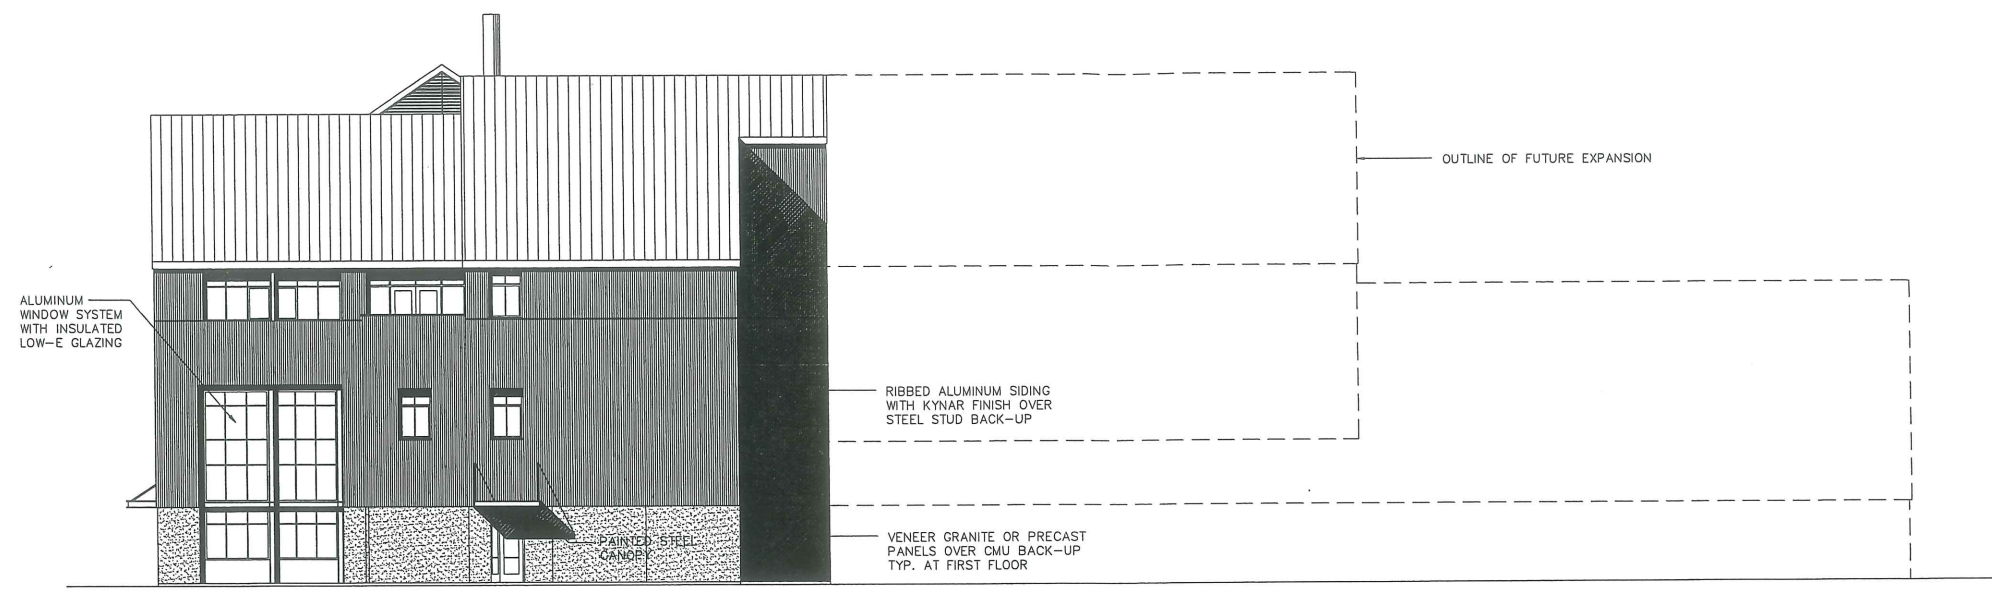 OUTLINE OF FUTURE EXPANSION
ALUMINUM
WINDOW SYSTEM
WITH INSULATED
LOW-E GLAZING
RIBBED ALUMINUM SIDING
WITH KYNAR FINISH OVER
STEEL STUD BACK-UP
VENEER GRANITE OR PRECAST
PANELS OVER CMU BACK-UP
TYP. AT FIRST FLOOR
PAINTED STEEL
CANOPY